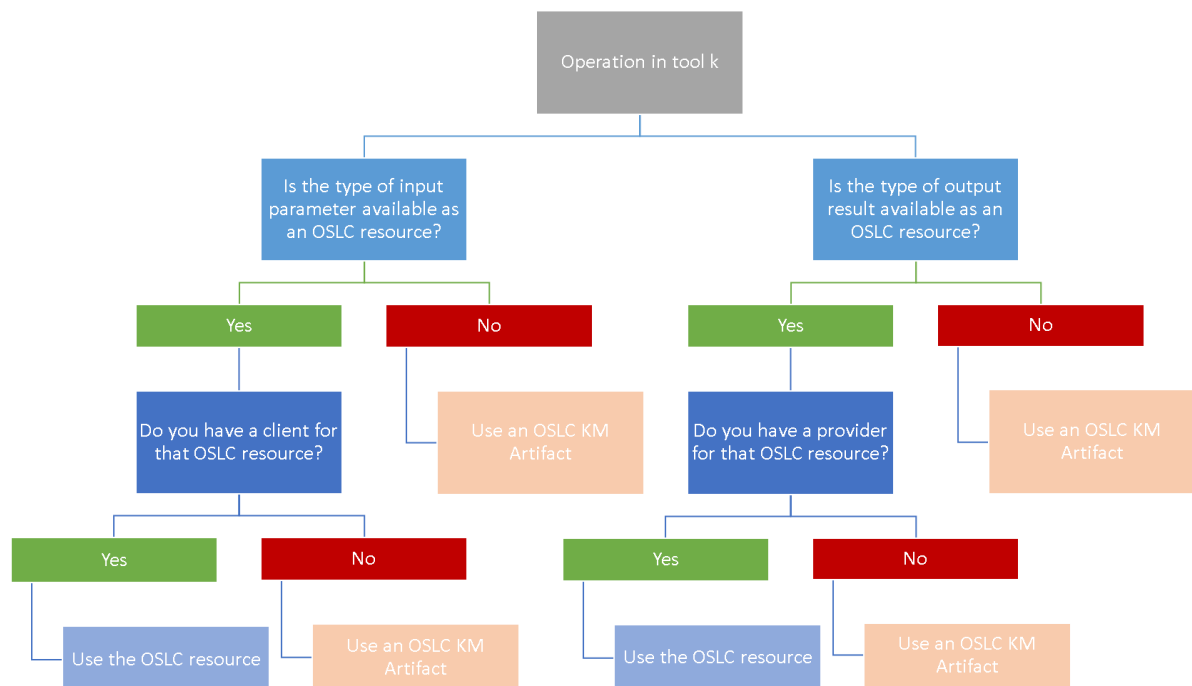 Operation in tool k
Is the type of input
parameter available as
an OSLC resource?
Is the type of output
result available as an
OSLC resource?
Yes
No
Yes
No
Do you have a client for
that OSLC resource?
Use an OSLC KM
Artifact
Do you have a provider
for that OSLC resource?
Use an OSLC KM
Artifact
Yes
No
Yes
No
Use the OSLC resource
Use an OSLC KM
Artifact
Use the OSLC resource
Use an OSLC KM
Artifact